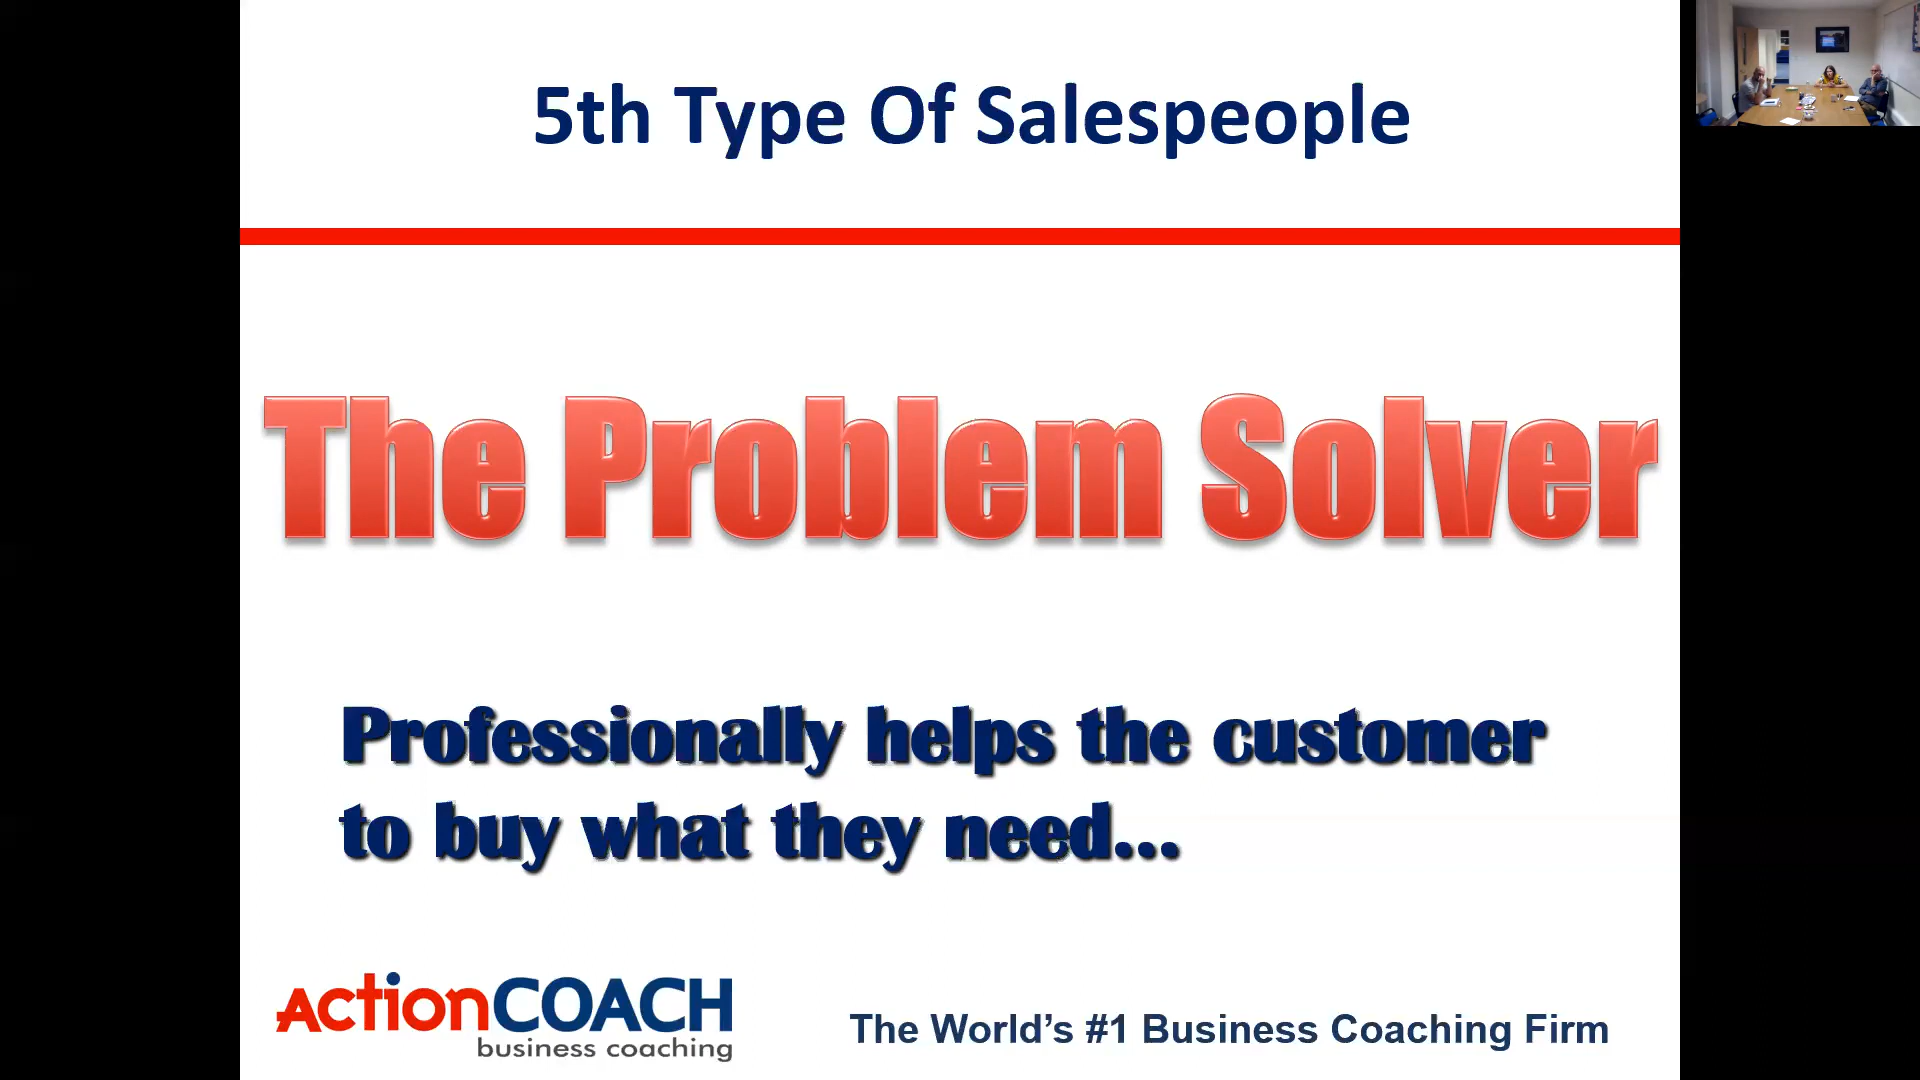 5th Type Of Salespeople
The Problem Solver
Professionally helps the customer
to buy what they need...
ActionCOACH
business coaching
The World’s #1 Business Coaching Firm